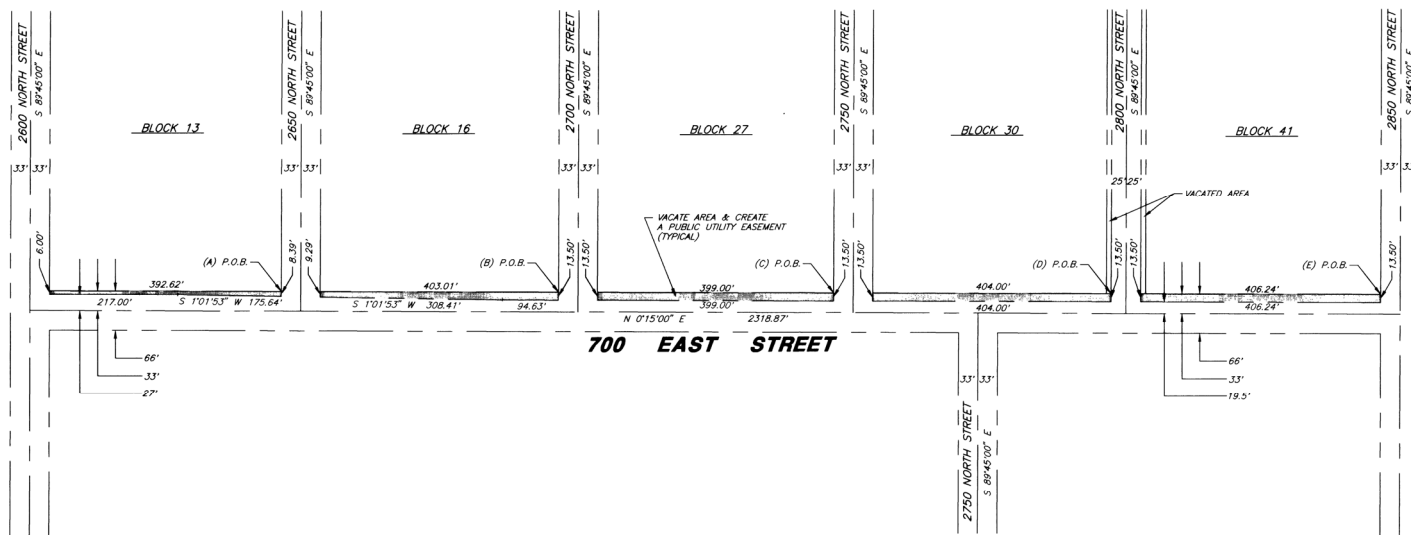 2600 NORTH STREET
S 89°45'00" E
2650 NORTH STREET
S 89°45'00" E
2700 NORTH STREET
S 89°45'00" E
2750 NORTH STREET
S 89°45'00" E
2800 NORTH STREET
S 89°45'00" E
2850 NORTH STREET
S 89°45'00" E
BLOCK 13
BLOCK 16
BLOCK 27
BLOCK 30
BLOCK 41
33' 33'
33' 33'
33' 33'
33' 33'
25' 25'
33'
VACATED AREA
VACATE AREA & CREATE
A PUBLIC UTILITY EASEMENT
(TYPICAL)
6.00'
(A) P.O.B.
8.39'
9.29'
(B) P.O.B.
13.50'
13.50'
(C) P.O.B.
13.50'
13.50'
(D) P.O.B.
13.50'
13.50'
(E) P.O.B.
13.50'
392.62'
217.00'
S 1°01'53" W 175.64'
403.01'
S 1°01'53" W 308.41'
94.63'
399.00'
399.00'
404.00'
404.00'
406.24'
406.24'
N 0°15'00" E 2318.87'
700 EAST STREET
66'
33'
27'
66'
33'
19.5'
33' 33'
2750 NORTH STREET
S 89°45'00" E